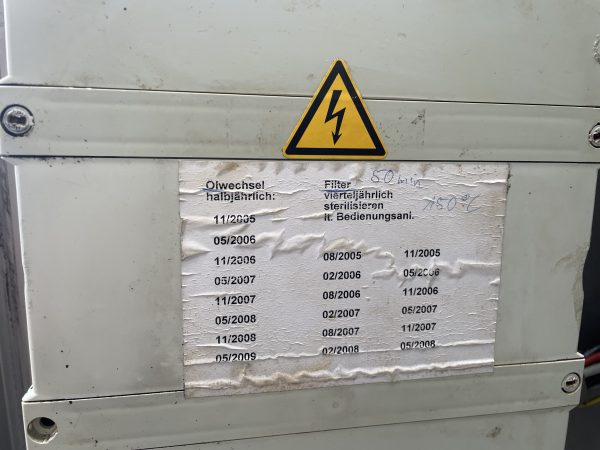 Ölwechsel
halbjährlich:
11/2005
05/2006
11/2006
05/2007
11/2007
05/2008
11/2008
05/2009
Filter 50 min
vierteljährlich
sterilisieren 150°C
lt. Bedienungsanl.
08/2005 11/2005
02/2006 05/2006
08/2006 11/2006
02/2007 05/2007
08/2007 11/2007
02/2008 05/2008